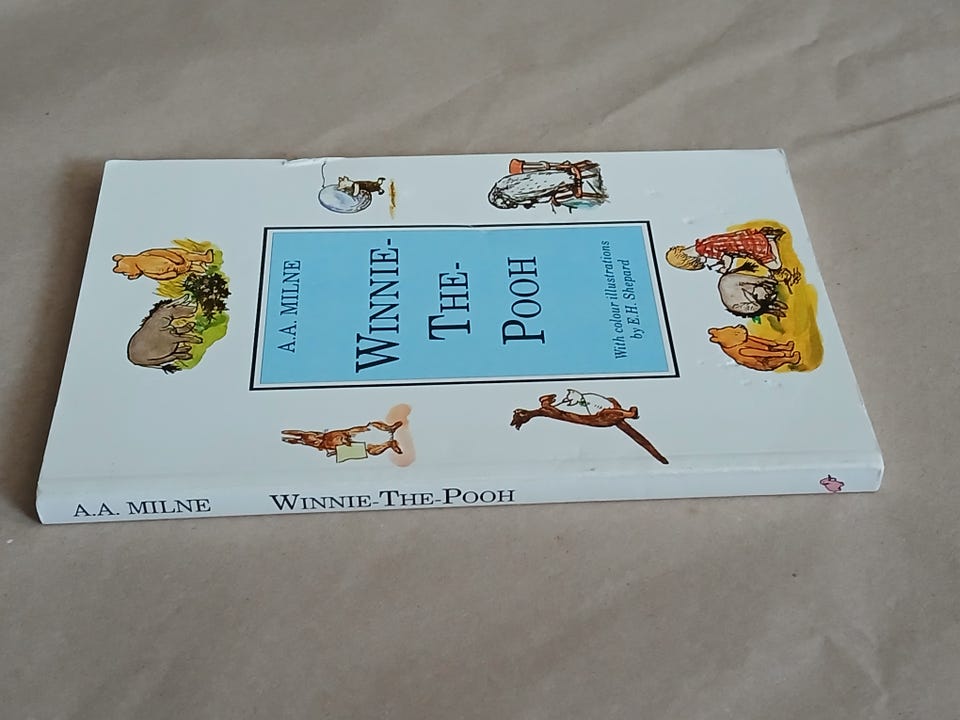 A.A. MILNE
WINNIE-
THE-
POOH
With colour illustrations
by E.H. Shepard
A.A. MILNE WINNIE-THE-POOH